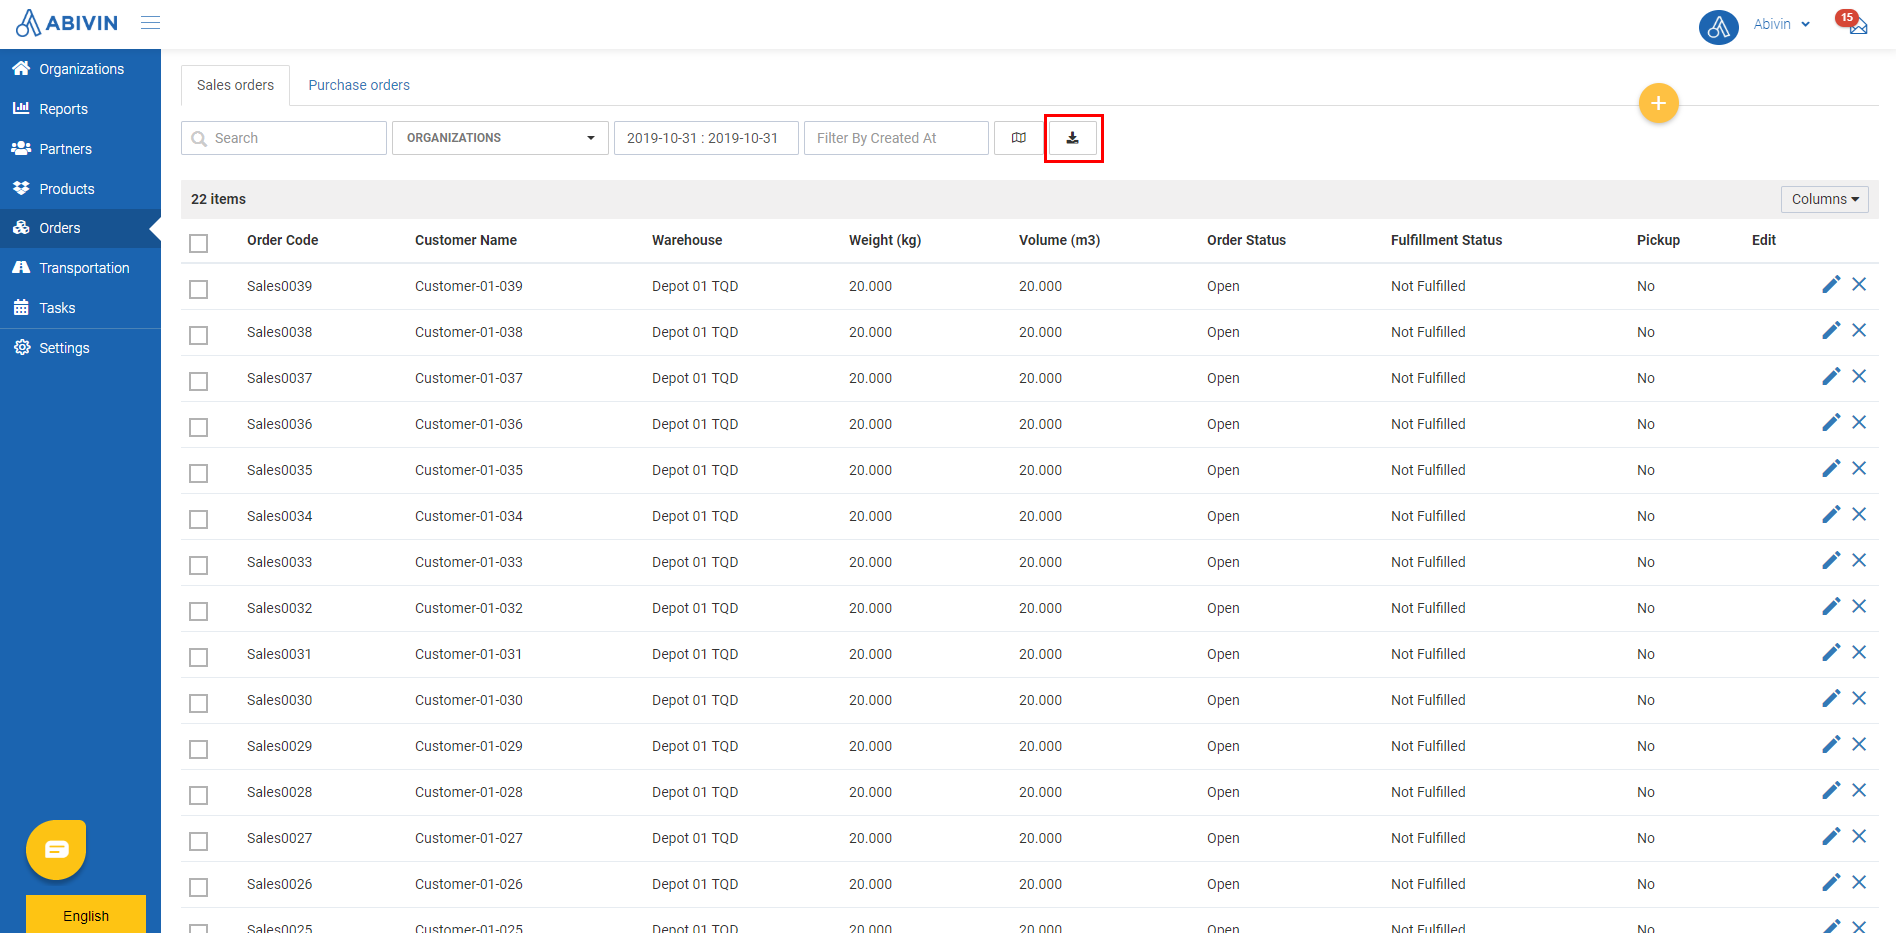 ABIVIN
Abivin
15
Organizations
Reports
Partners
Products
Orders
Transportation
Tasks
Settings
English
Sales orders
Purchase orders
Search
ORGANIZATIONS
2019-10-31 : 2019-10-31
Filter By Created At
22 items
Columns
Order Code Customer Name Warehouse Weight (kg) Volume (m3) Order Status Fulfillment Status Pickup Edit
Sales0039 Customer-01-039 Depot 01 TQD 20.000 20.000 Open Not Fulfilled No
Sales0038 Customer-01-038 Depot 01 TQD 20.000 20.000 Open Not Fulfilled No
Sales0037 Customer-01-037 Depot 01 TQD 20.000 20.000 Open Not Fulfilled No
Sales0036 Customer-01-036 Depot 01 TQD 20.000 20.000 Open Not Fulfilled No
Sales0035 Customer-01-035 Depot 01 TQD 20.000 20.000 Open Not Fulfilled No
Sales0034 Customer-01-034 Depot 01 TQD 20.000 20.000 Open Not Fulfilled No
Sales0033 Customer-01-033 Depot 01 TQD 20.000 20.000 Open Not Fulfilled No
Sales0032 Customer-01-032 Depot 01 TQD 20.000 20.000 Open Not Fulfilled No
Sales0031 Customer-01-031 Depot 01 TQD 20.000 20.000 Open Not Fulfilled No
Sales0030 Customer-01-030 Depot 01 TQD 20.000 20.000 Open Not Fulfilled No
Sales0029 Customer-01-029 Depot 01 TQD 20.000 20.000 Open Not Fulfilled No
Sales0028 Customer-01-028 Depot 01 TQD 20.000 20.000 Open Not Fulfilled No
Sales0027 Customer-01-027 Depot 01 TQD 20.000 20.000 Open Not Fulfilled No
Sales0026 Customer-01-026 Depot 01 TQD 20.000 20.000 Open Not Fulfilled No
Sales0025 Customer-01-025 Depot 01 TQD 20.000 20.000 Open Not Fulfilled No